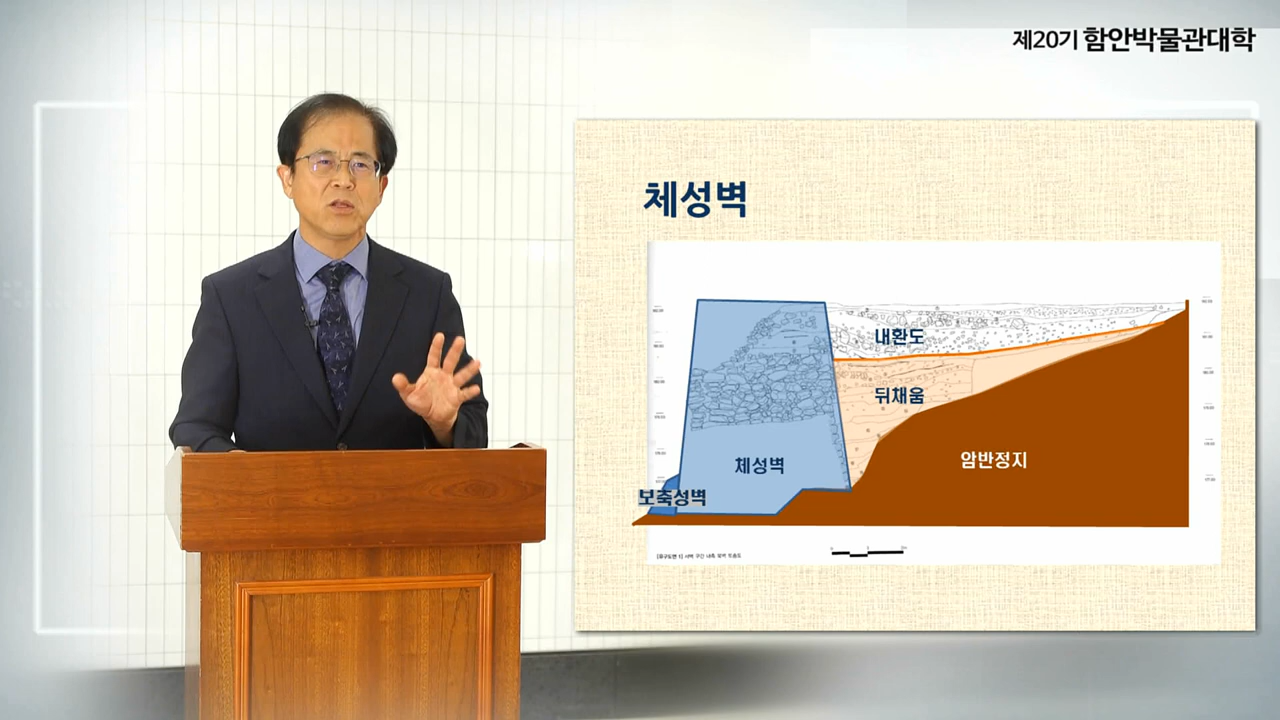 제20기 함안박물관대학
체성벽
내환도
뒤채움
체성벽
암반정지
보축성벽